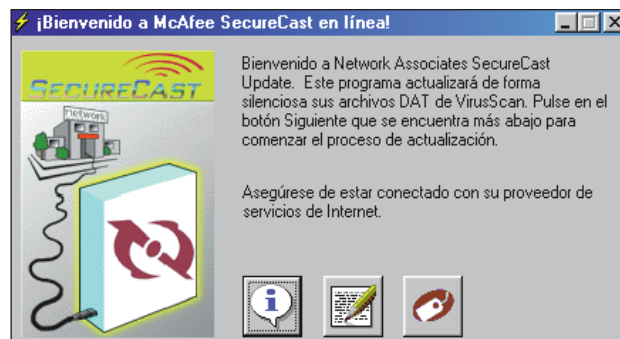 ¡Bienvenido a McAfee SecureCast en línea!
SECURECAST
network
Bienvenido a Network Associates SecureCast
Update. Este programa actualizará de forma
silenciosa sus archivos DAT de VirusScan. Pulse en el
botón Siguiente que se encuentra más abajo para
comenzar el proceso de actualización.
Asegúrese de estar conectado con su proveedor de
servicios de Internet.